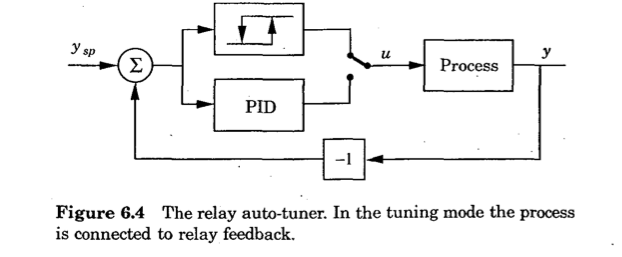 y sp
Σ
PID
u
Process
y
−1
Figure 6.4 The relay auto-tuner. In the tuning mode the process
is connected to relay feedback.